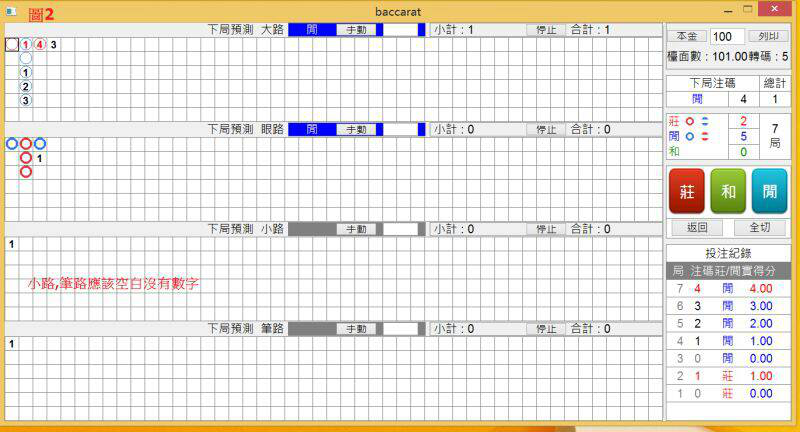 圖2
baccarat
下局預測 大路 閒 手動 小計:1 停止 合計:1
1 4 3
1
2
3
下局預測 眼路 閒 手動 小計:0 停止 合計:0
1
下局預測 小路 手動 小計:0 停止 合計:0
1
小路,筆路應該空白沒有數字
下局預測 筆路 手動 小計:0 停止 合計:0
1
本金 100 列印
檯面數:101.00 轉碼:5
下局注碼 總計
閒 4 1
莊 2
閒 5
和 0
7
局
莊 和 閒
返回 全切
投注紀錄
局 注碼 莊/閒 實得分
7 4 閒 4.00
6 3 閒 3.00
5 2 閒 2.00
4 1 閒 1.00
3 0 閒 0.00
2 1 莊 1.00
1 0 莊 0.00